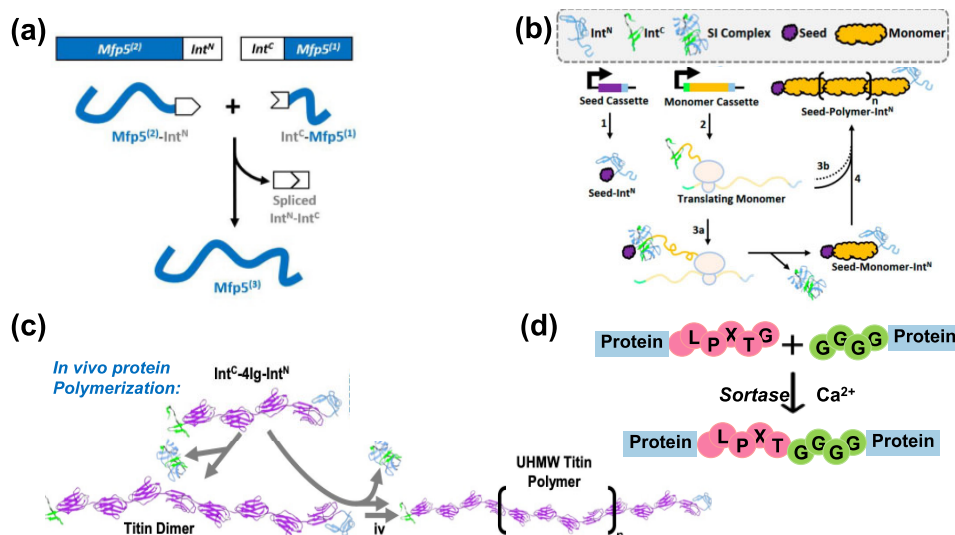 (a)
Mfp5(2) IntN IntC Mfp5(1)
+
Mfp5(2)-IntN
IntC-Mfp5(1)
Spliced
IntN-IntC
Mfp5(3)
(b)
IntN IntC SI Complex Seed Monomer
Seed Cassette
Monomer Cassette
n
Seed-Polymer-IntN
1
2
3b
4
Seed-IntN
Translating Monomer
3a
Seed-Monomer-IntN
(c)
In vivo protein
Polymerization:
IntC-4Ig-IntN
UHMW Titin
Polymer
Titin Dimer
iv
n
(d)
Protein L P X T G + G G G G Protein
Sortase Ca2+
Protein L P X T G G G G Protein